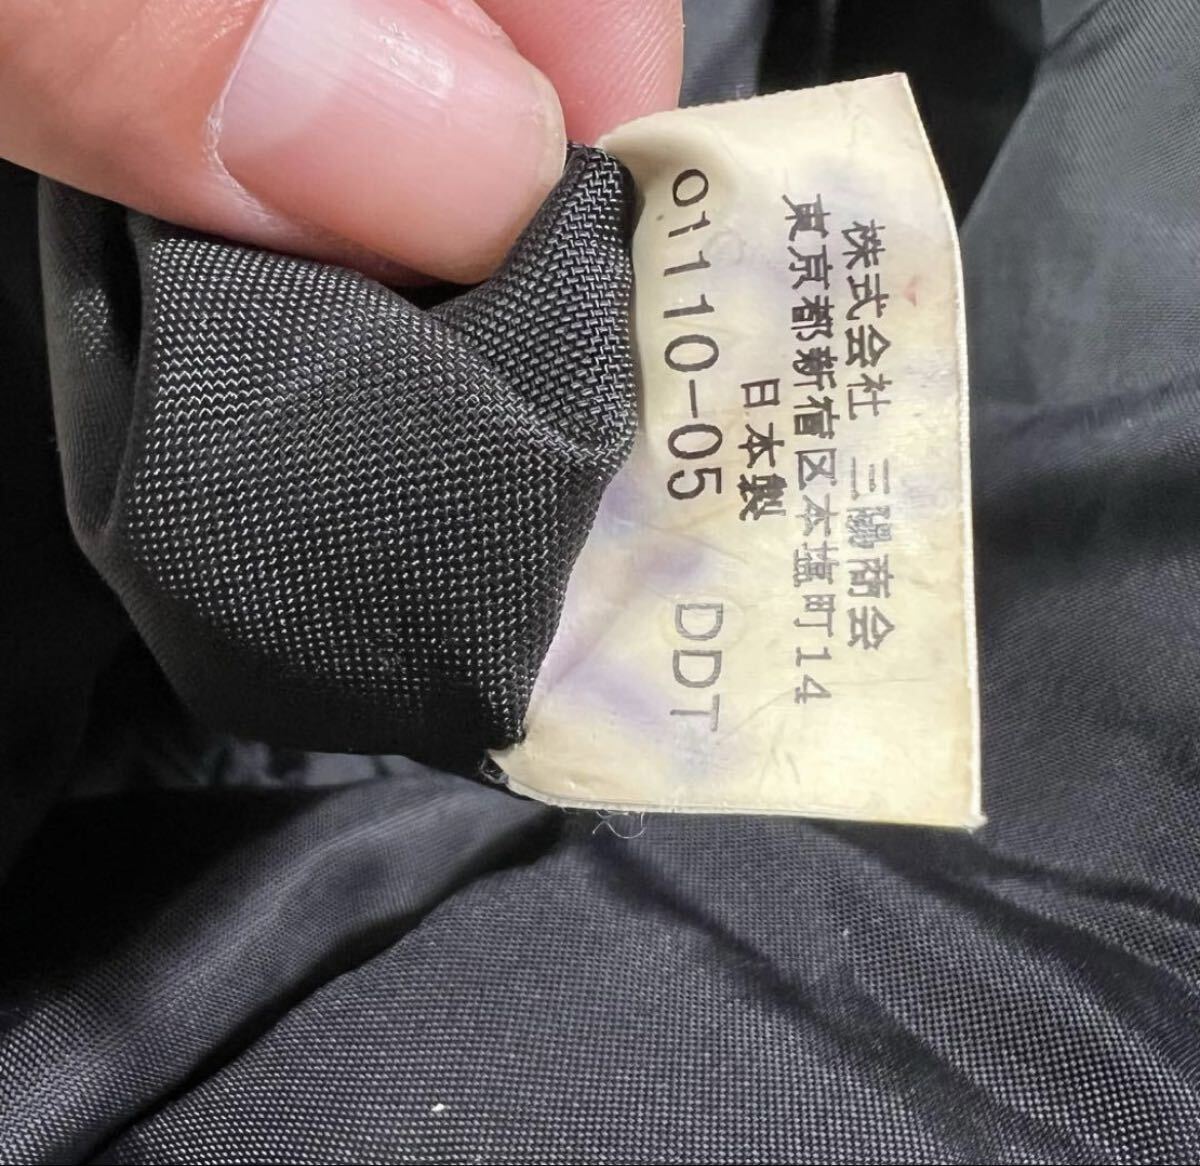 株式会社 三陽商会
東京都新宿区本塩町14
日本製
01110-05 DDT